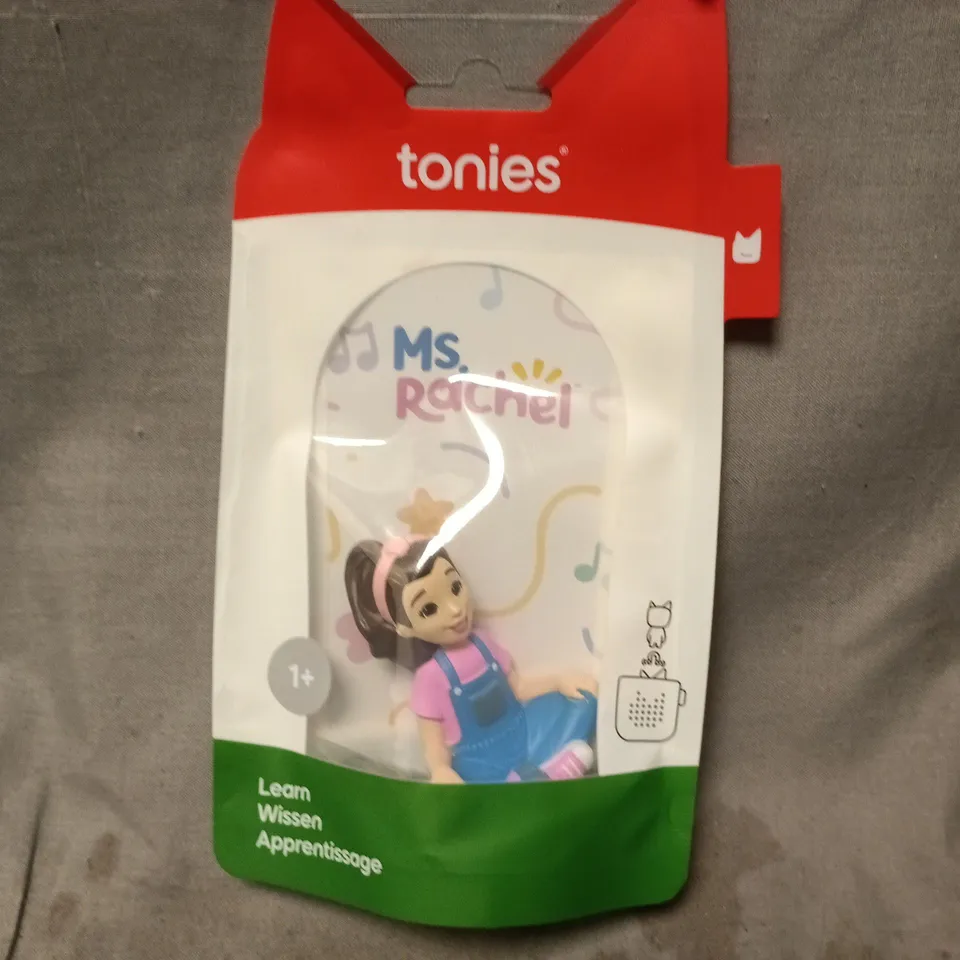 tonies®
Ms.
Rachel
1+
Learn
Wissen
Apprentissage